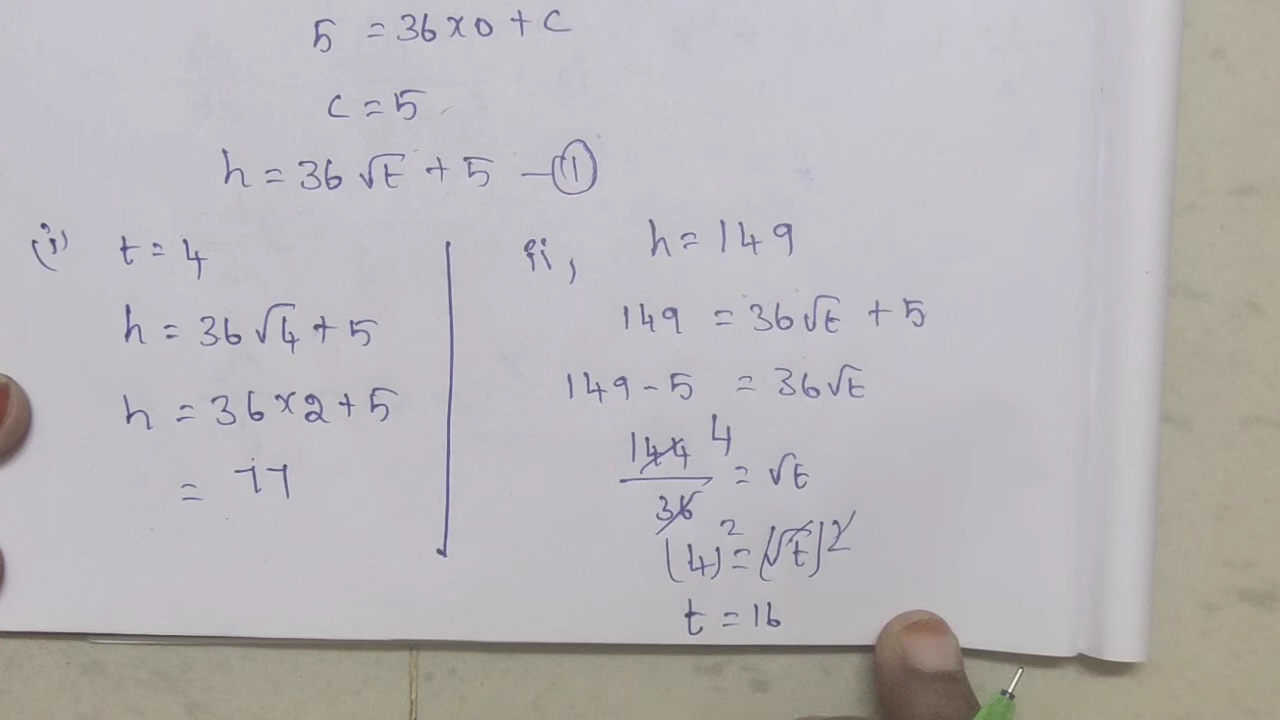 5 = 36 x 0 + C
C = 5
h = 36 √t + 5 — ①
(i) t = 4
h = 36 √4 + 5
h = 36 × 2 + 5
= 77
ii, h = 149
149 = 36 √t + 5
149 - 5 = 36 √t
144/36 4 = √t
(4)² = (√t)²
t = 16